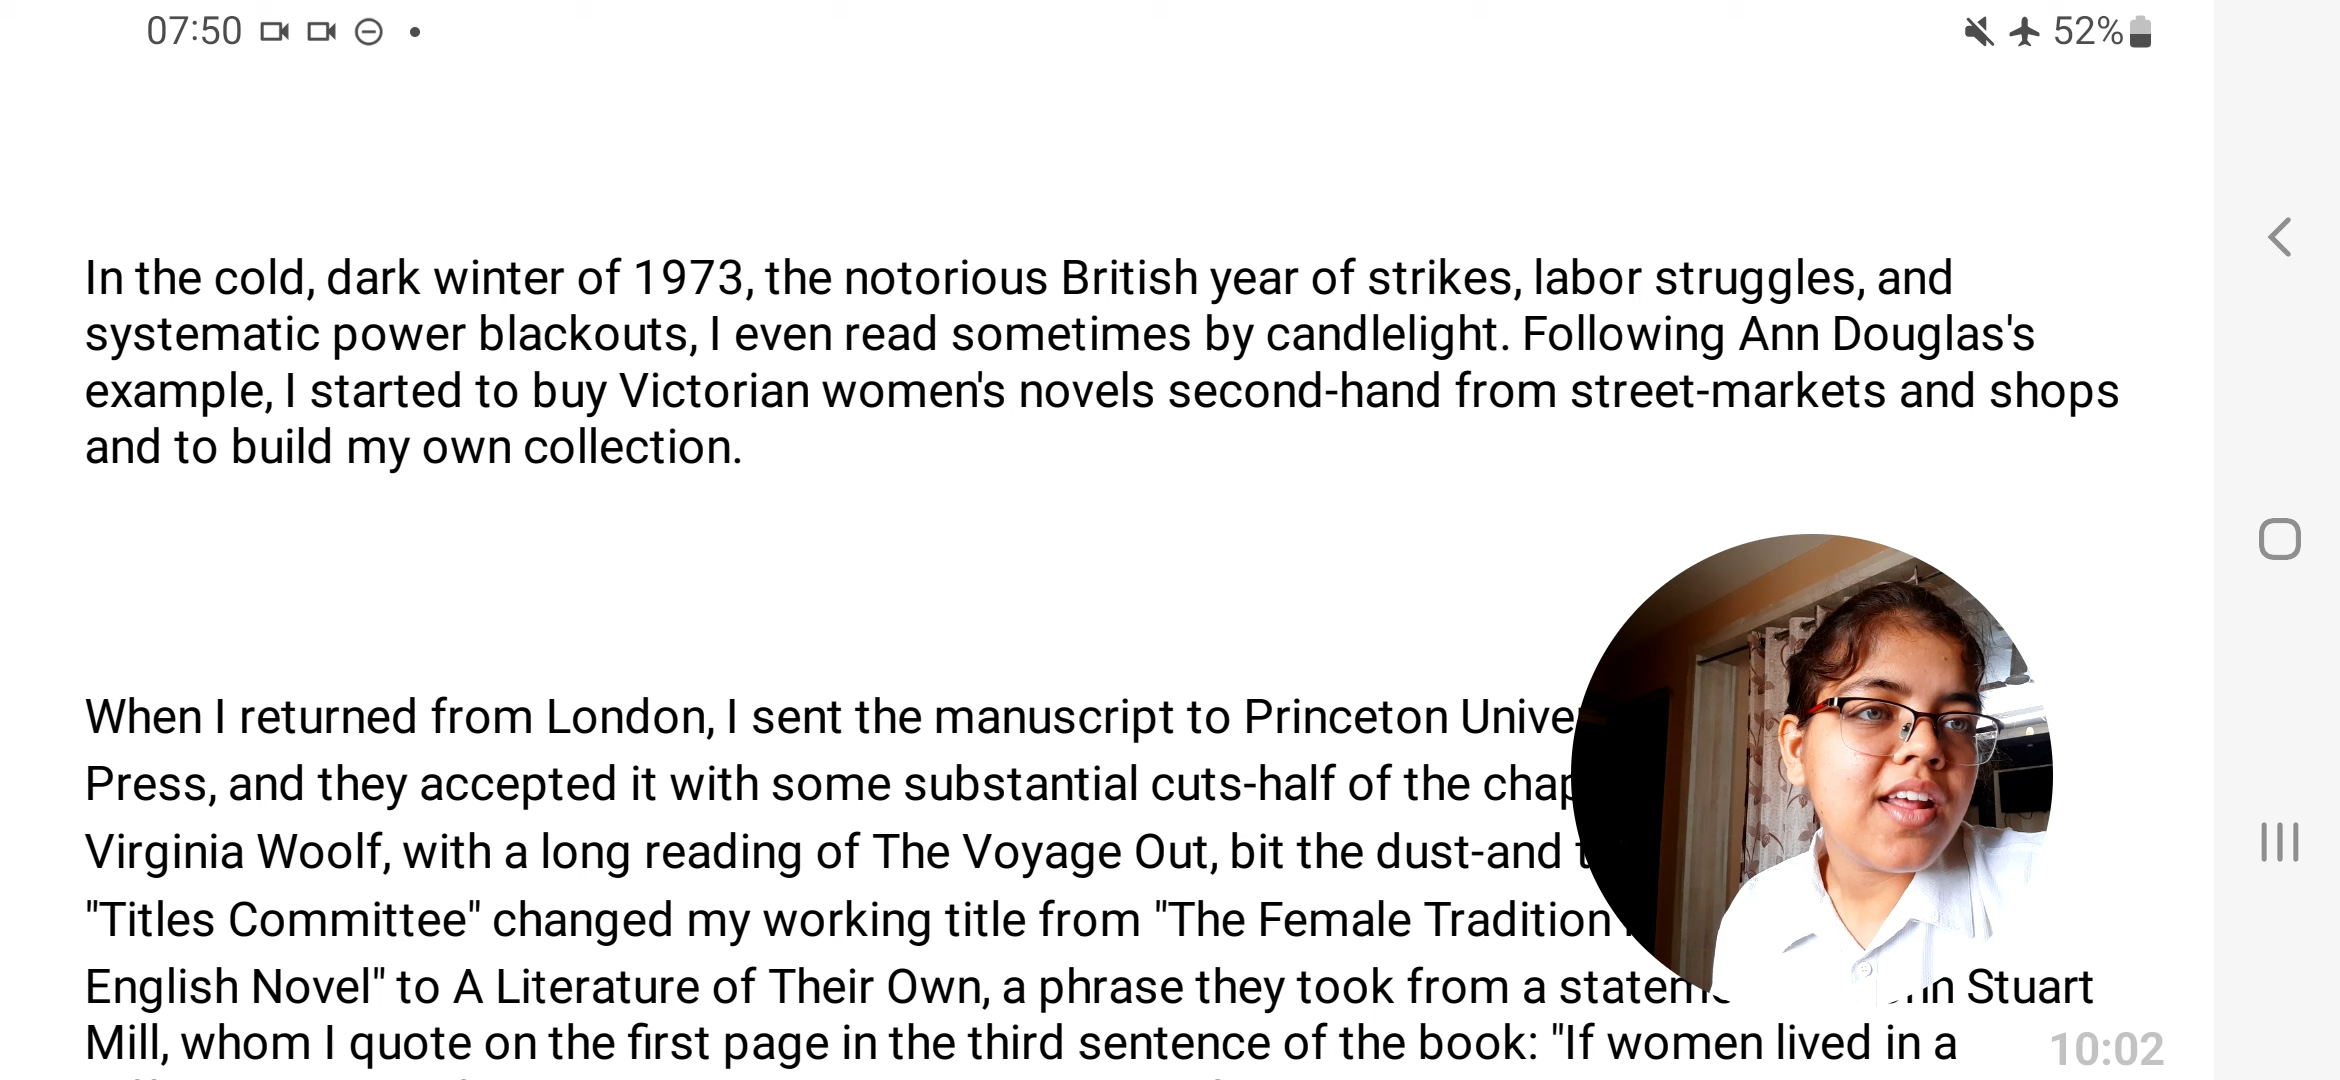 07:50
52%
In the cold, dark winter of 1973, the notorious British year of strikes, labor struggles, and
systematic power blackouts, I even read sometimes by candlelight. Following Ann Douglas's
example, I started to buy Victorian women's novels second-hand from street-markets and shops
and to build my own collection.
When I returned from London, I sent the manuscript to Princeton
Press, and they accepted it with some substantial cuts-half of the
Virginia Woolf, with a long reading of The Voyage Out, bit the dust-and
"Titles Committee" changed my working title from "The Female Tradition
English Novel" to A Literature of Their Own, a phrase they took from a Stuart
Mill, whom I quote on the first page in the third sentence of the book: "If women lived in a
10:02